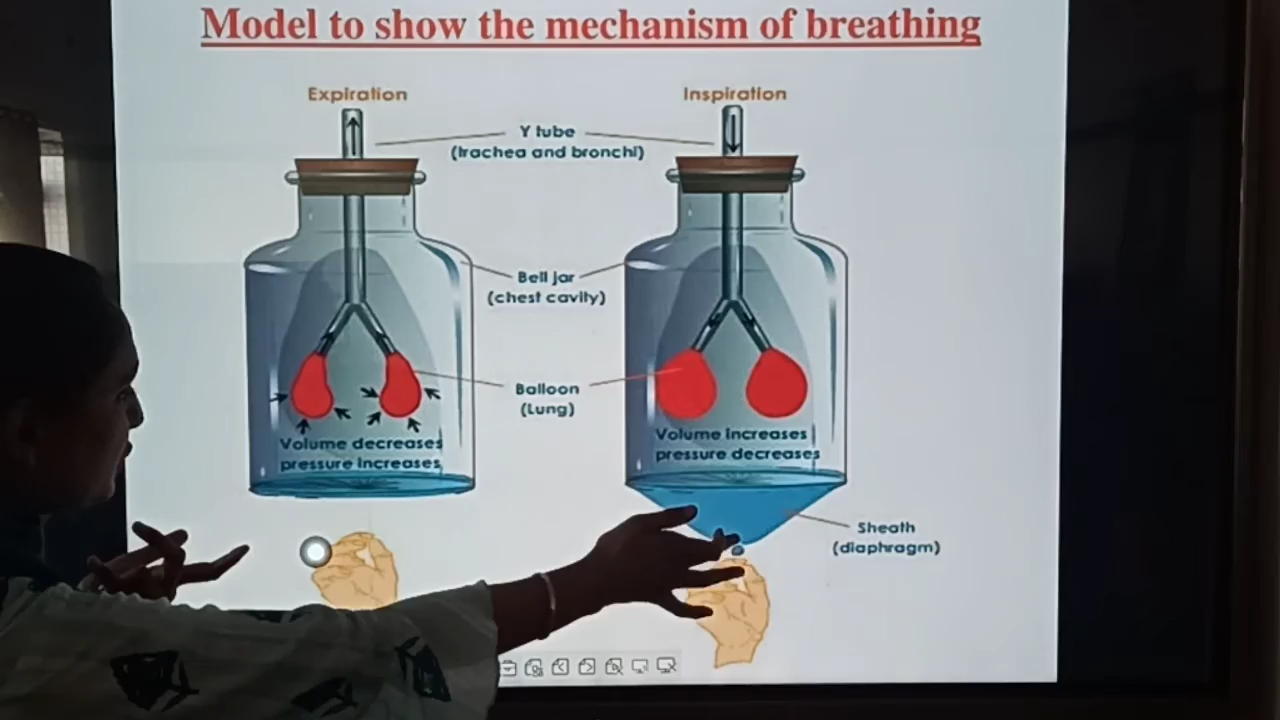 Model to show the mechanism of breathing
Expiration
Inspiration
Y tube
(trachea and bronchi)
Bell jar
(chest cavity)
Balloon
(Lung)
Volume decreases
pressure increases
Volume increases
pressure decreases
Sheath
(diaphragm)